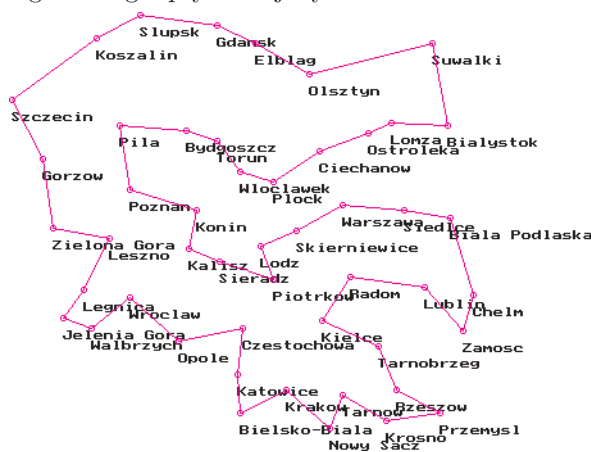 Slupsk
Gdansk
Koszalin
Elblag
Suwalki
Olsztyn
Szczecin
Pila
Bydgoszcz
Lomza
Bialystok
Ostroleka
Torun
Gorzow
Ciechanow
Wloclawek
Plock
Poznan
Konin
Warszawa
Siedlce
Biala Podlaska
Zielona Gora
Skierniewice
Leszno
Lodz
Kalisz
Sieradz
Piotrkow
Radom
Legnica
Wroclaw
Lublin
Chelm
Jelenia Gora
Walbrzych
Czestochowa
Kielce
Zamosc
Opole
Tarnobrzeg
Katowice
Krakow
Tarnow
Rzeszow
Przemysl
Bielsko-Biala
Krosno
Nowy Sacz